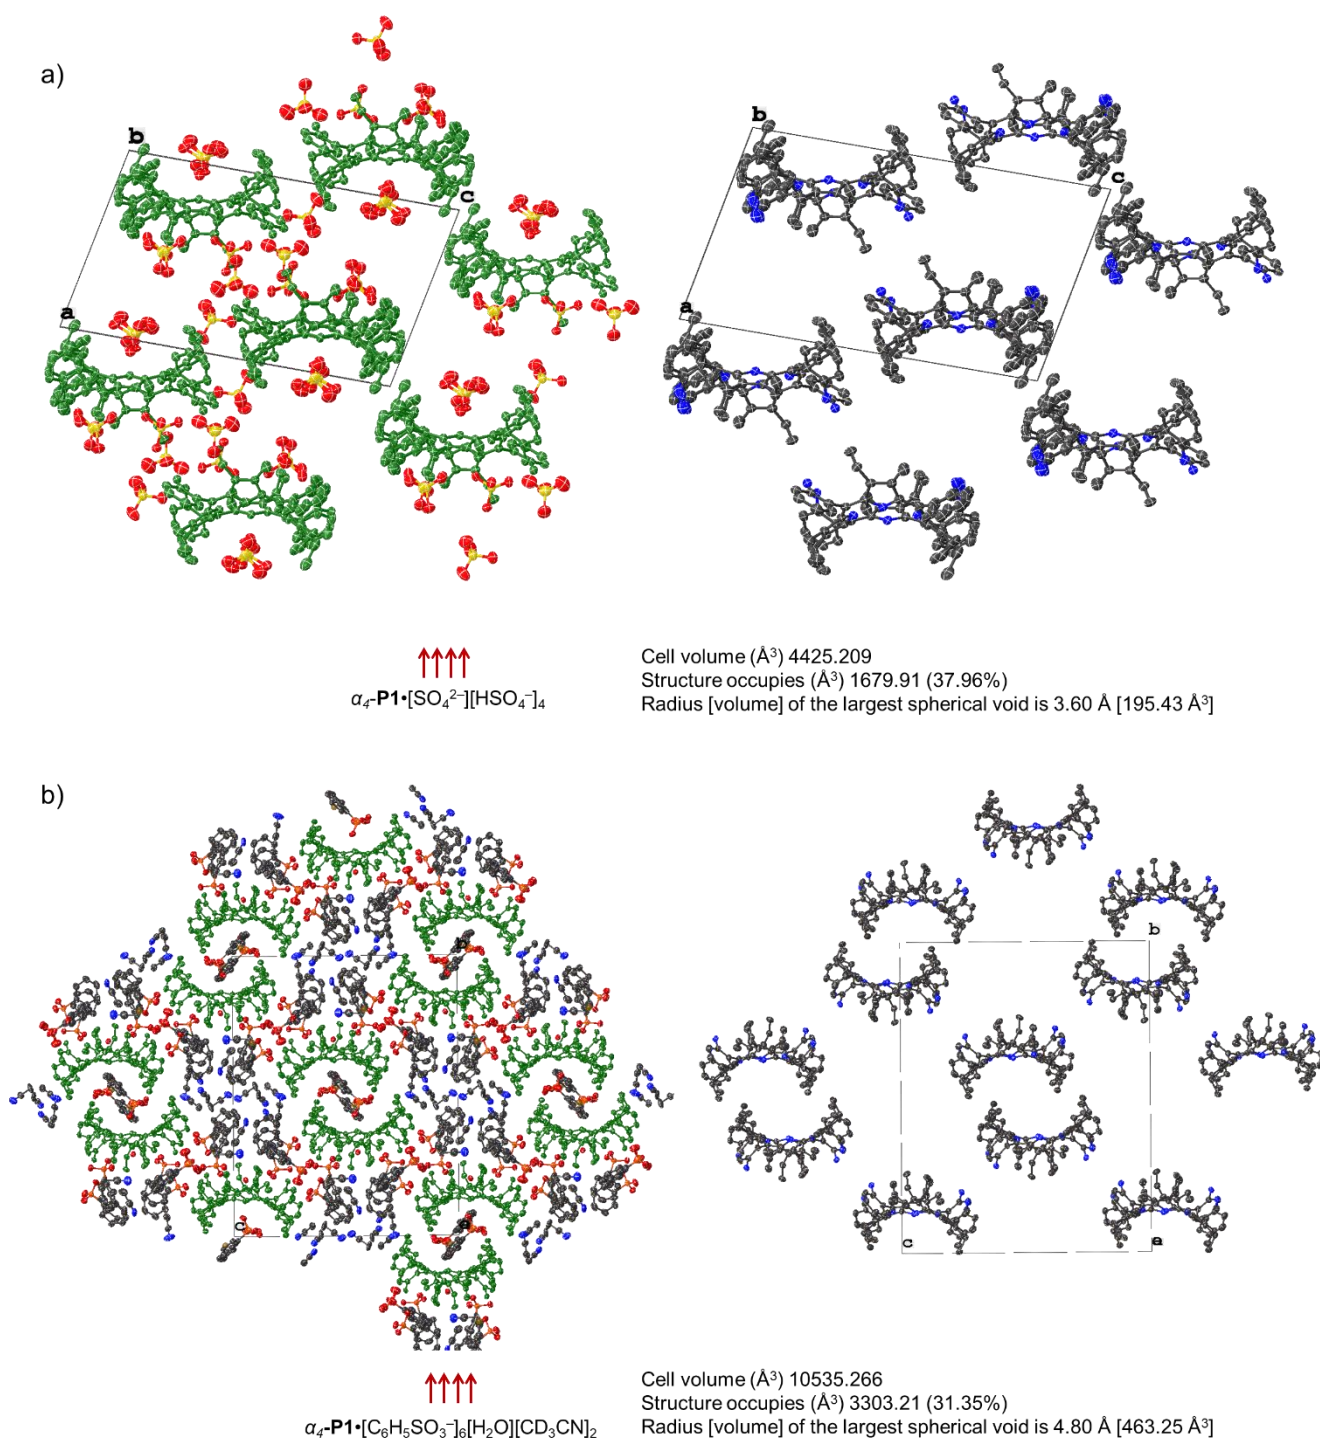 a)
b
c
a
b
c
a
↑↑↑↑
α₄-P1•[SO₄²⁻][HSO₄⁻]₄
Cell volume (Å³) 4425.209
Structure occupies (Å³) 1679.91 (37.96%)
Radius [volume] of the largest spherical void is 3.60 Å [195.43 Å³]
b)
b
c
a
b
c
a
↑↑↑↑
α₄-P1•[C₆H₅SO₃⁻]₆[H₂O][CD₃CN]₂
Cell volume (Å³) 10535.266
Structure occupies (Å³) 3303.21 (31.35%)
Radius [volume] of the largest spherical void is 4.80 Å [463.25 Å³]